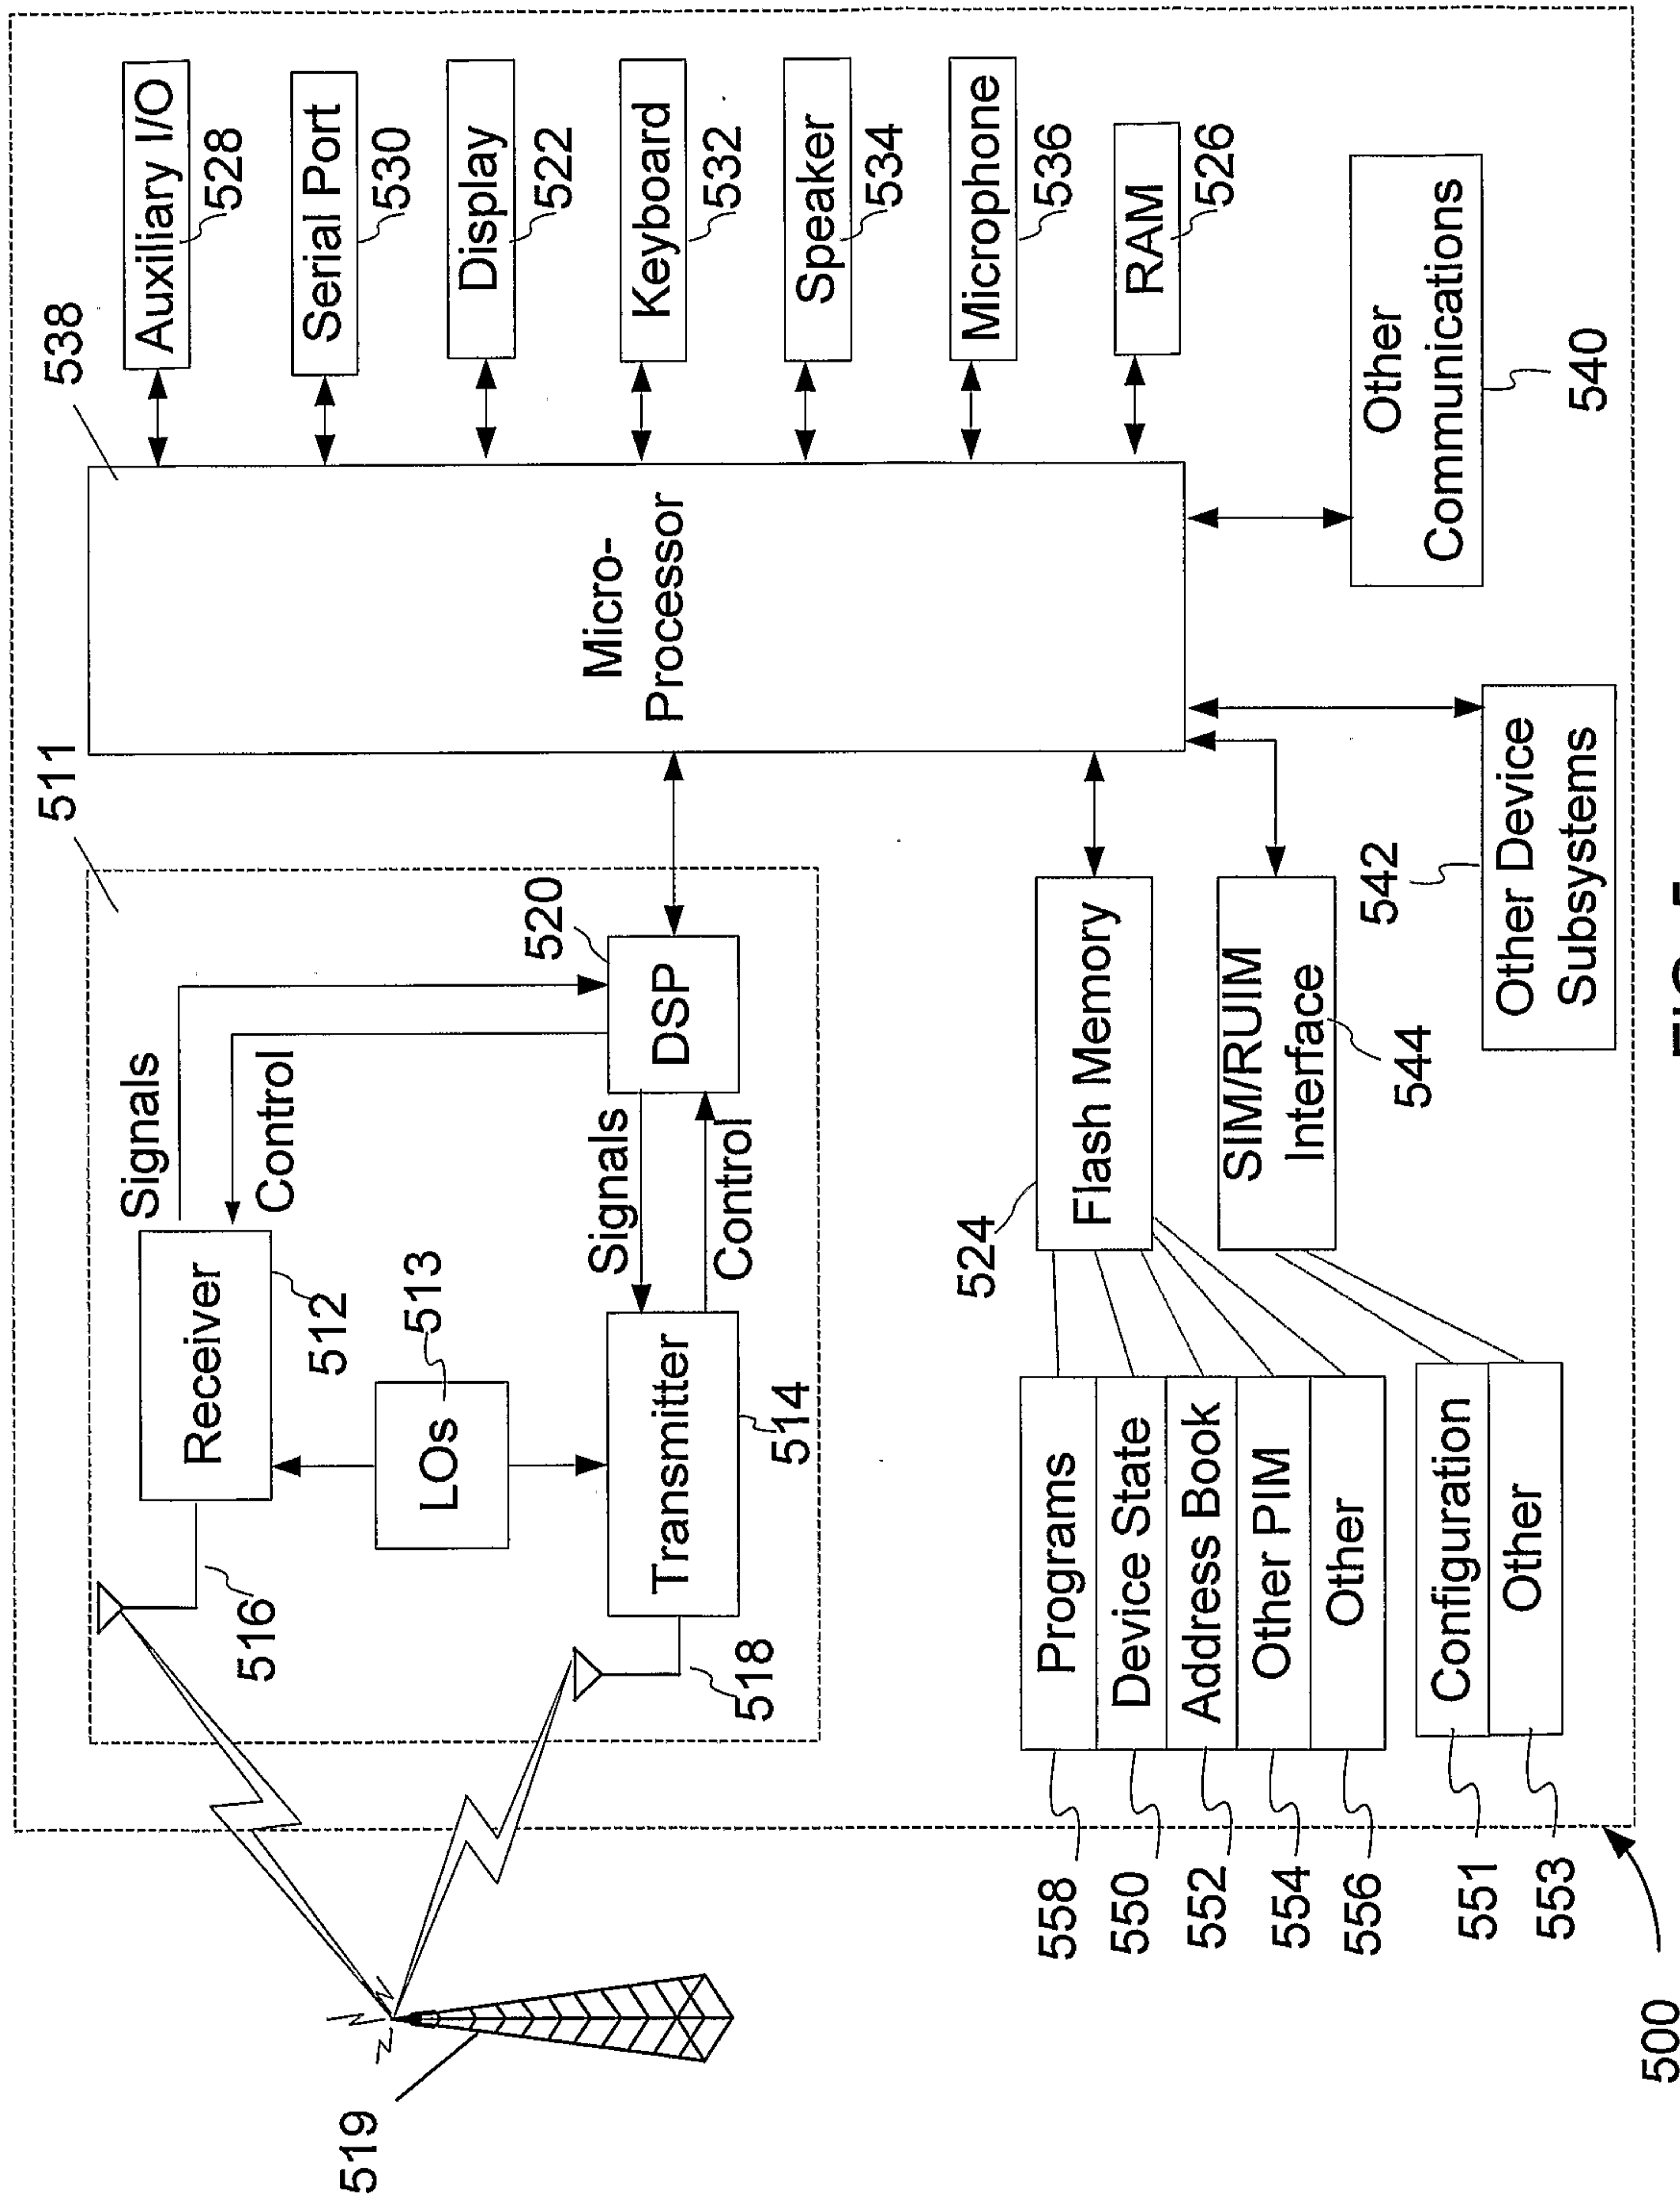 538
511
Auxiliary I/O
528
Signals
Receiver
512
Control
516
Serial Port
530
LOs
513
Display
522
520
DSP
Signals
Control
Transmitter
514
518
519
Micro-
Processor
Keyboard
532
Speaker
534
Microphone
536
RAM
526
524
Flash Memory
Programs
558
Device State
550
Address Book
552
Other PIM
554
Other
556
SIM/RUIM
Interface
544
Configuration
551
Other
553
542
Other Device
Subsystems
Other
Communications
540
500